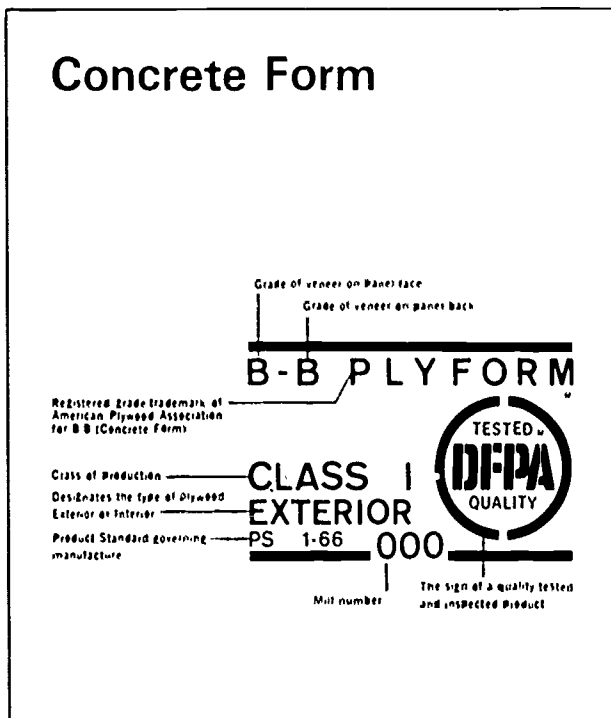 Concrete Form
Grade of veneer on panel face
Grade of veneer on panel back
B-B PLYFORM
Registered grade trademark of
American Plywood Association
for B B (Concrete Form)
TESTED
DFPA
QUALITY
Class of production
CLASS I
Designates the type of Plywood
Exterior or Interior
EXTERIOR
Product Standard governing
manufacture
PS 1-66
000
Mill number
The sign of a quality tested
and inspected product